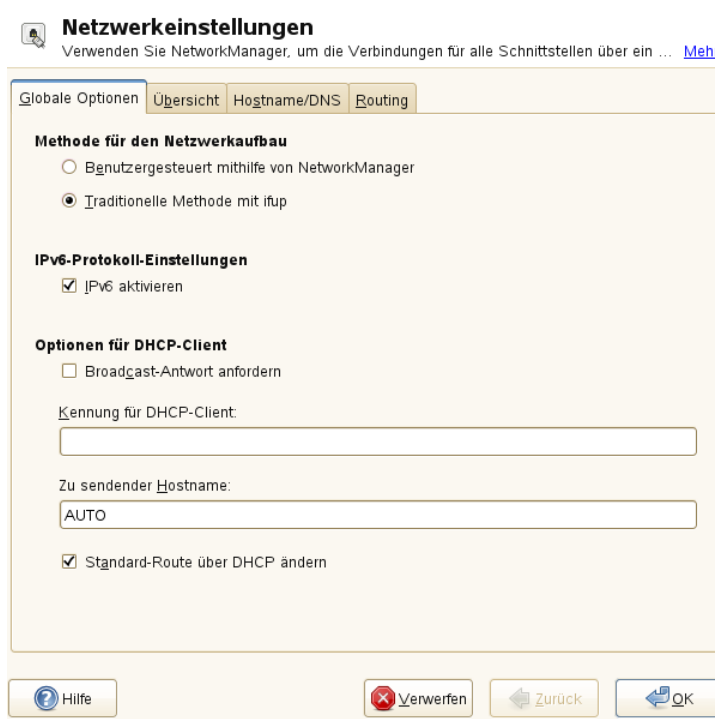 Netzwerkeinstellungen
Verwenden Sie NetworkManager, um die Verbindungen für alle Schnittstellen über ein ... Mehr
Globale Optionen Übersicht Hostname/DNS Routing
Methode für den Netzwerkaufbau
Benutzergesteuert mithilfe von NetworkManager
Traditionelle Methode mit ifup
IPv6-Protokoll-Einstellungen
IPv6 aktivieren
Optionen für DHCP-Client
Broadcast-Antwort anfordern
Kennung für DHCP-Client:
Zu sendender Hostname:
AUTO
Standard-Route über DHCP ändern
Hilfe Verwerfen Zurück OK